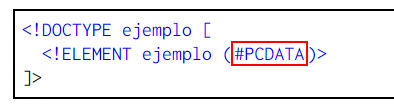 <!DOCTYPE ejemplo [
<!ELEMENT ejemplo (#PCDATA)>
]>